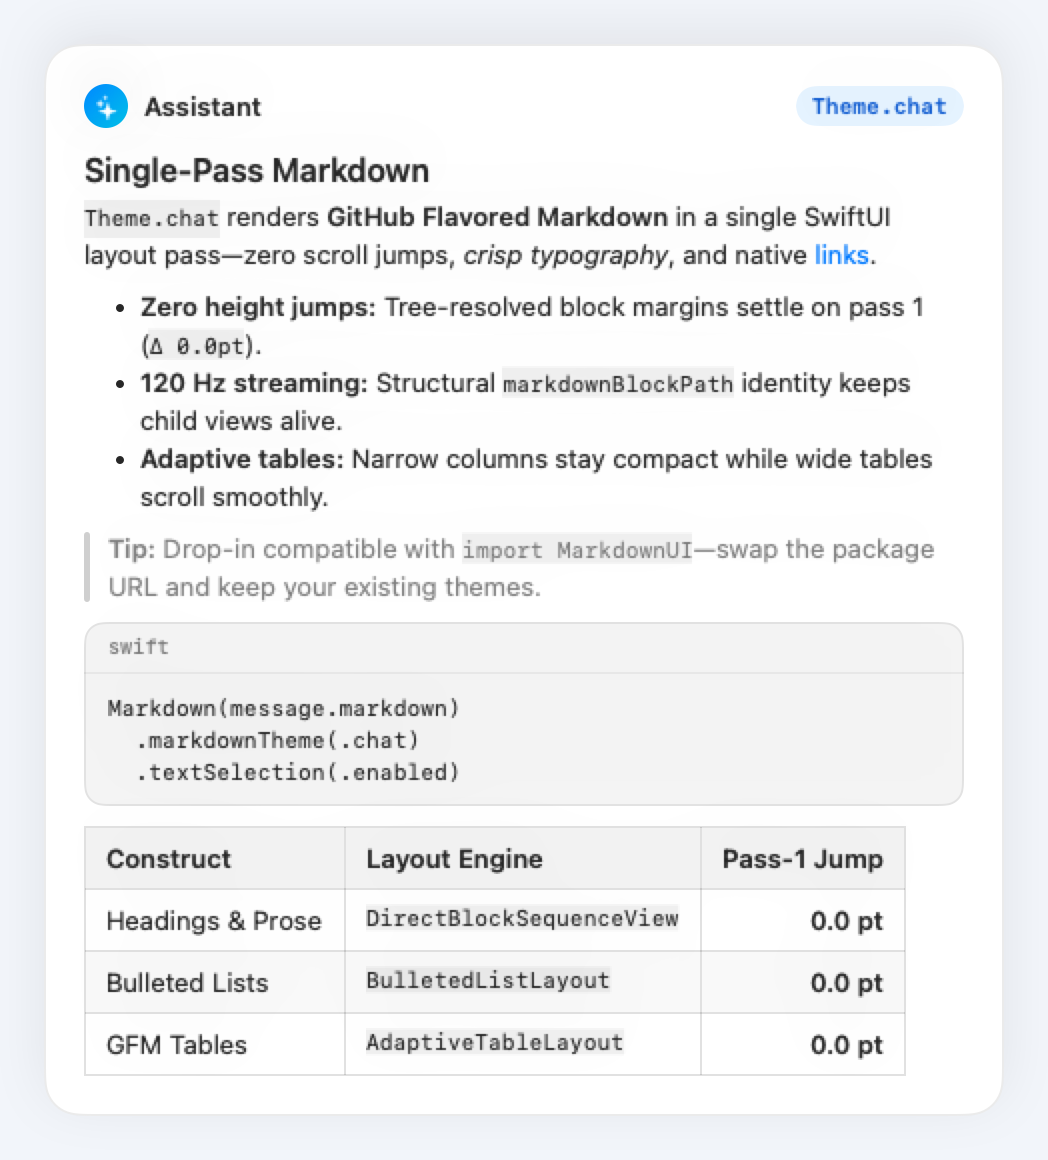 Assistant
Theme.chat
Single-Pass Markdown
Theme.chat renders GitHub Flavored Markdown in a single SwiftUI
layout pass—zero scroll jumps, crisp typography, and native links.
• Zero height jumps: Tree-resolved block margins settle on pass 1
(Δ 0.0pt).
• 120 Hz streaming: Structural markdownBlockPath identity keeps
child views alive.
• Adaptive tables: Narrow columns stay compact while wide tables
scroll smoothly.
Tip: Drop-in compatible with import MarkdownUI—swap the package
URL and keep your existing themes.
swift
Markdown(message.markdown)
  .markdownTheme(.chat)
  .textSelection(.enabled)
Construct Layout Engine Pass-1 Jump
Headings & Prose DirectBlockSequenceView 0.0 pt
Bulleted Lists BulletedListLayout 0.0 pt
GFM Tables AdaptiveTableLayout 0.0 pt